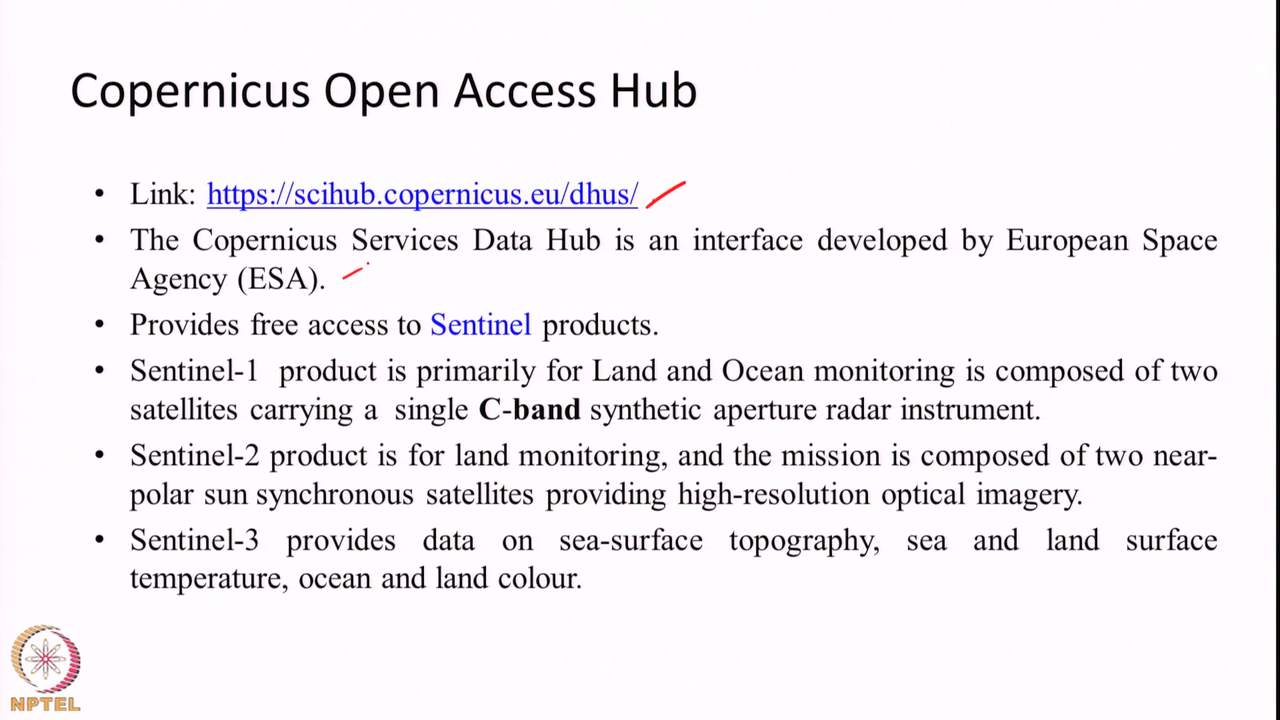 Copernicus Open Access Hub
• Link: https://scihub.copernicus.eu/dhus/
• The Copernicus Services Data Hub is an interface developed by European Space
Agency (ESA).
• Provides free access to Sentinel products.
• Sentinel-1 product is primarily for Land and Ocean monitoring is composed of two
satellites carrying a single C-band synthetic aperture radar instrument.
• Sentinel-2 product is for land monitoring, and the mission is composed of two near-
polar sun synchronous satellites providing high-resolution optical imagery.
• Sentinel-3 provides data on sea-surface topography, sea and land surface
temperature, ocean and land colour.
NPTEL